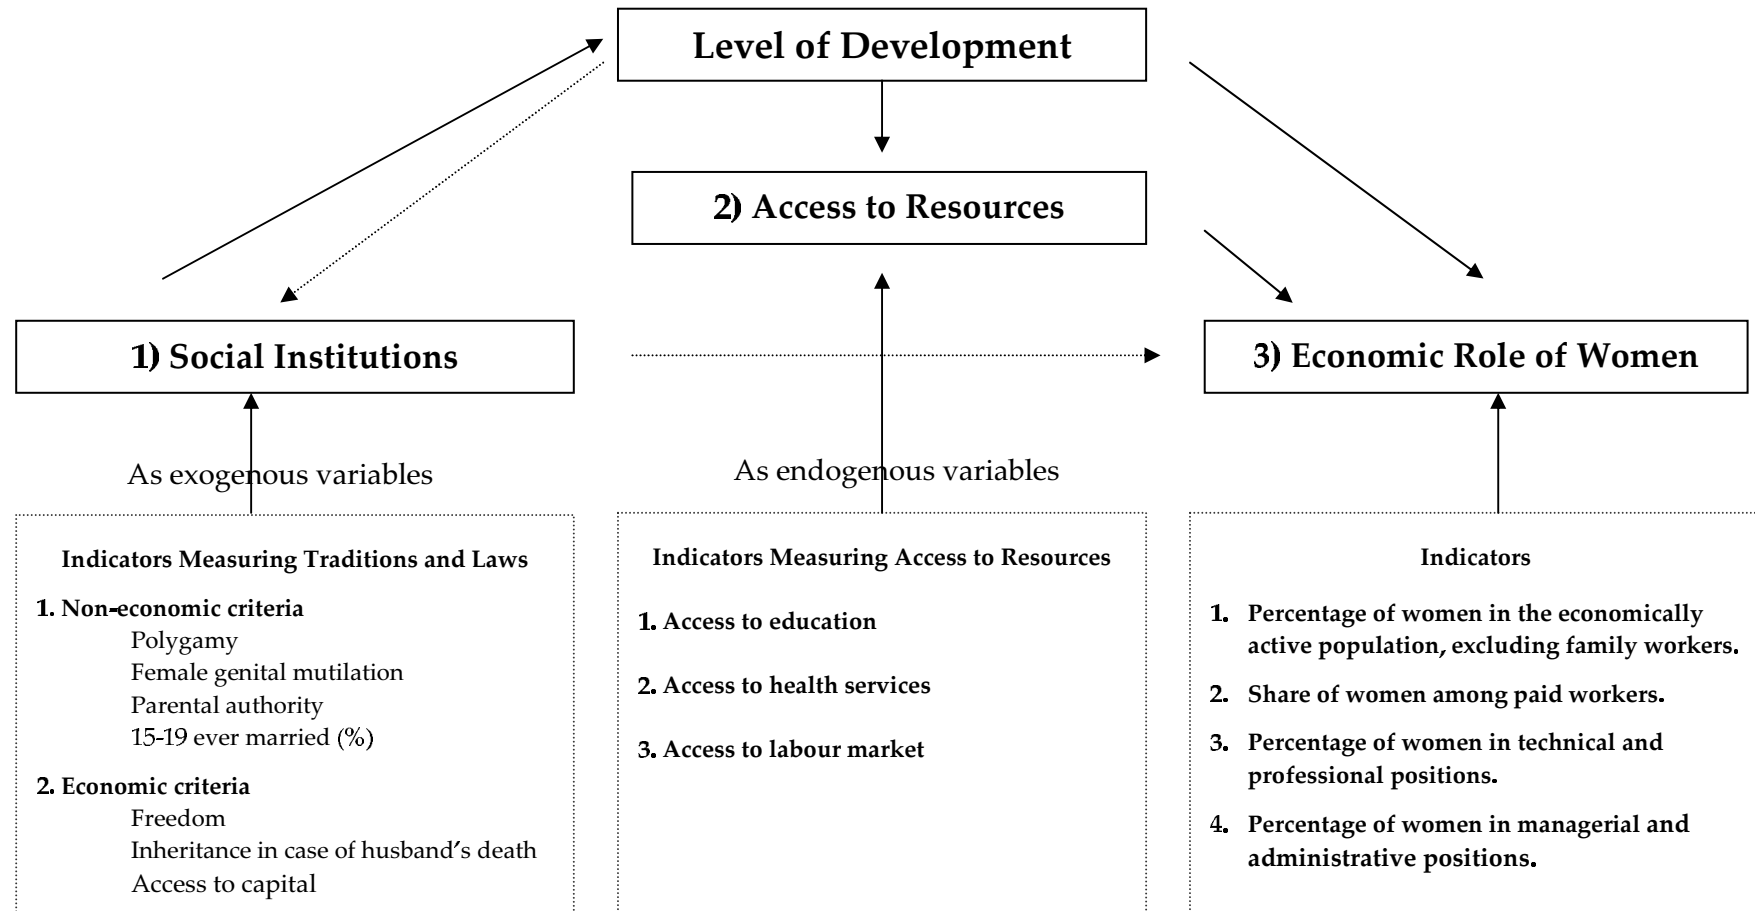 Level of Development
2) Access to Resources
1) Social Institutions
3) Economic Role of Women
As exogenous variables
As endogenous variables
Indicators Measuring Traditions and Laws
1. Non-economic criteria
Polygamy
Female genital mutilation
Parental authority
15-19 ever married (%)
2. Economic criteria
Freedom
Inheritance in case of husband's death
Access to capital
Indicators Measuring Access to Resources
1. Access to education
2. Access to health services
3. Access to labour market
Indicators
1. Percentage of women in the economically
active population, excluding family workers.
2. Share of women among paid workers.
3. Percentage of women in technical and
professional positions.
4. Percentage of women in managerial and
administrative positions.